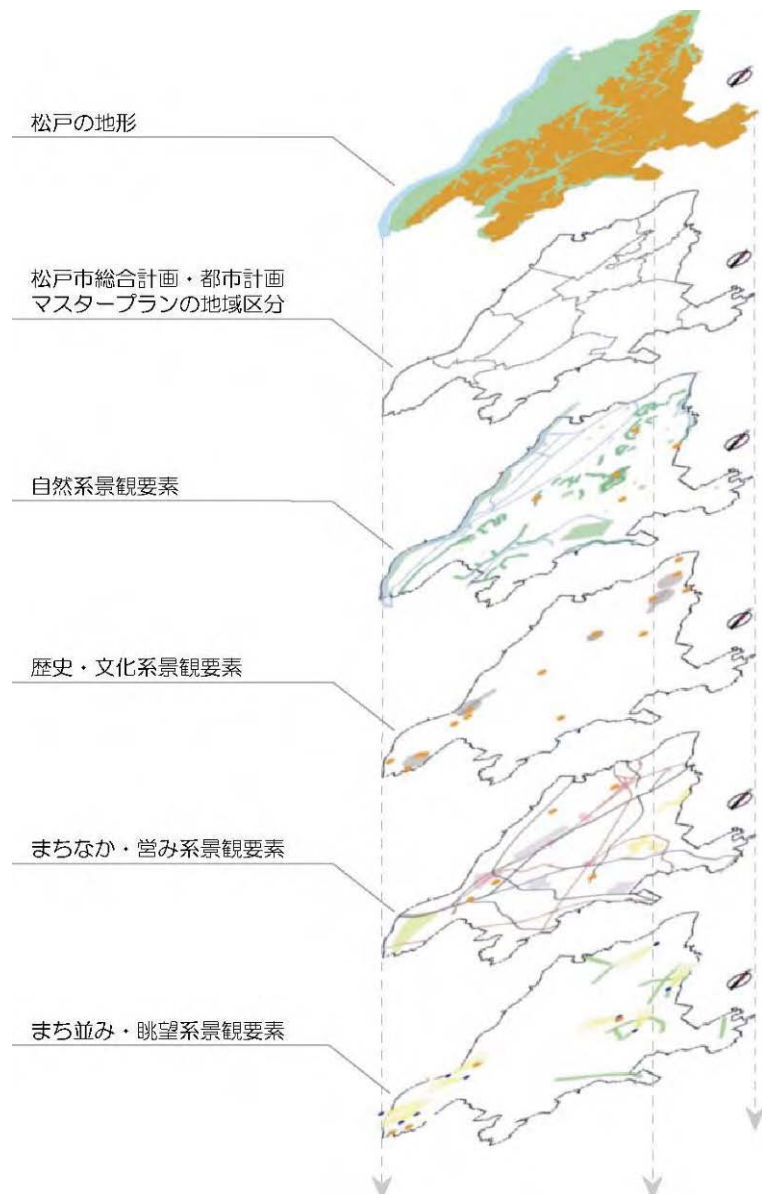 松戸の地形
松戸市総合計画・都市計画
マスタープランの地域区分
自然系景観要素
歴史・文化系景観要素
まちなか・営み系景観要素
まち並み・眺望系景観要素